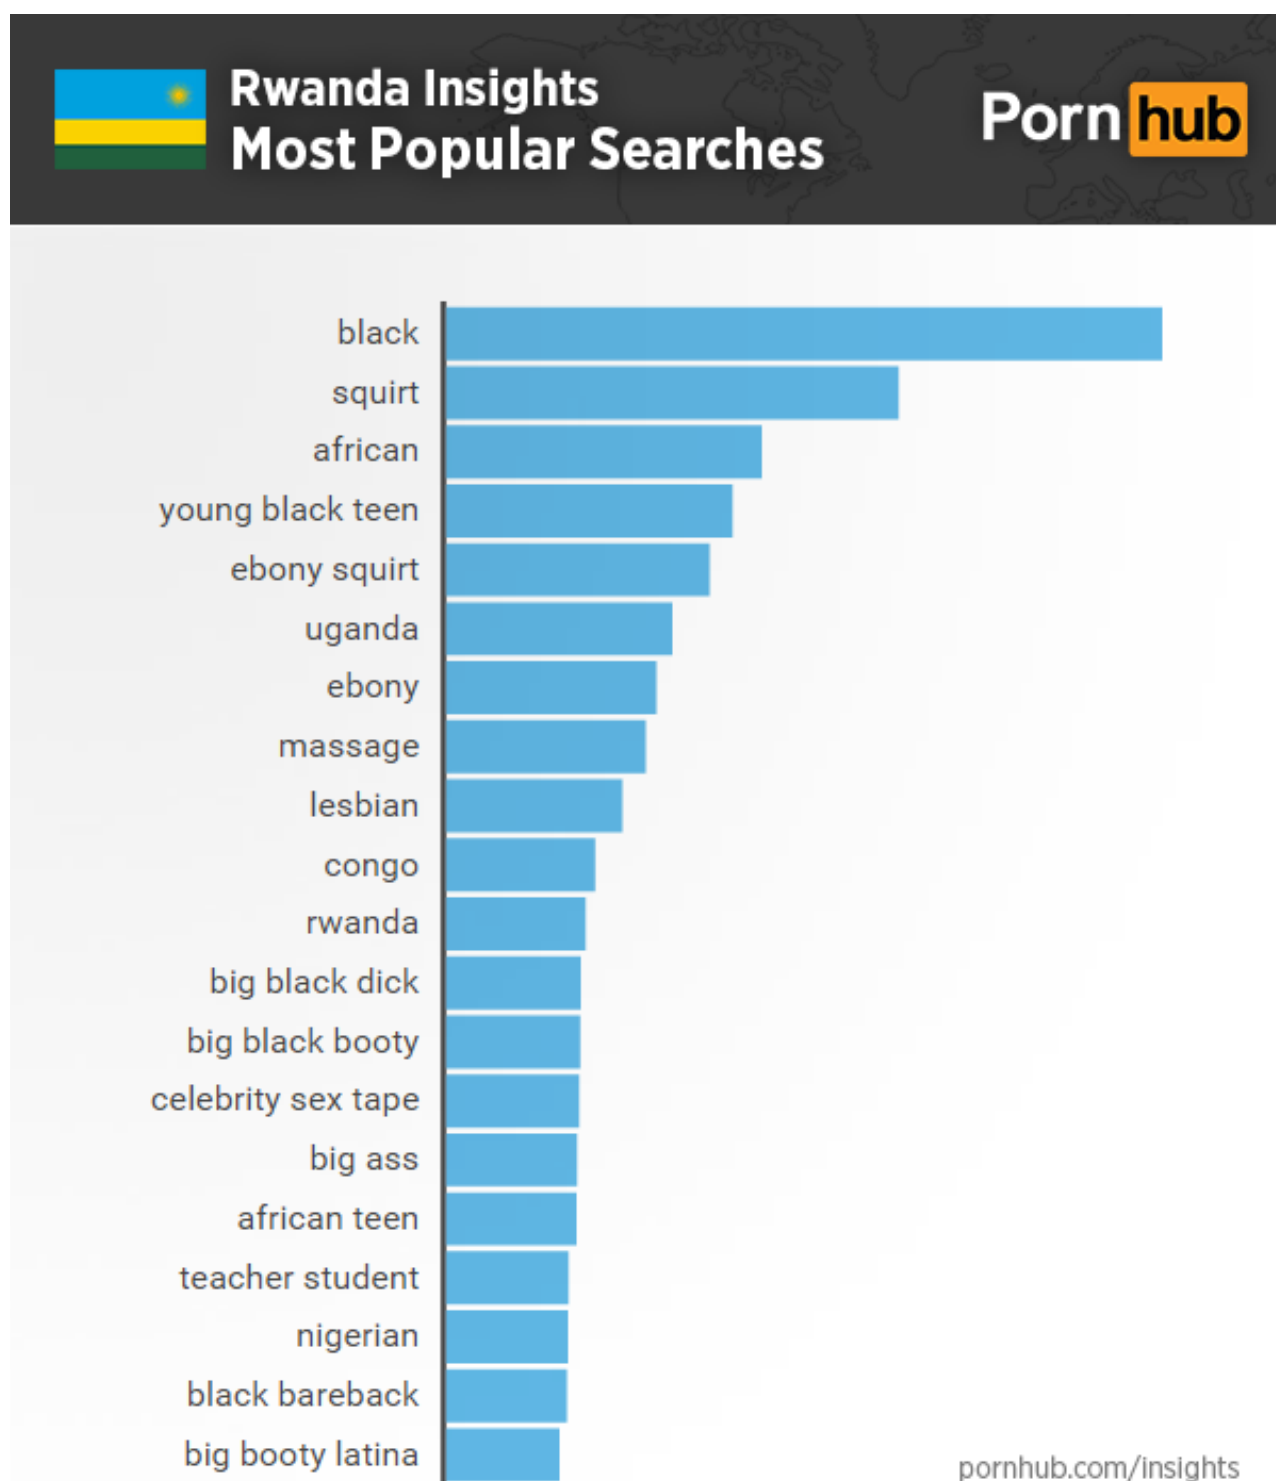 Rwanda Insights
Most Popular Searches
Porn hub
black
squirt
african
young black teen
ebony squirt
uganda
ebony
massage
lesbian
congo
rwanda
big black dick
big black booty
celebrity sex tape
big ass
african teen
teacher student
nigerian
black bareback
big booty latina
pornhub.com/insights